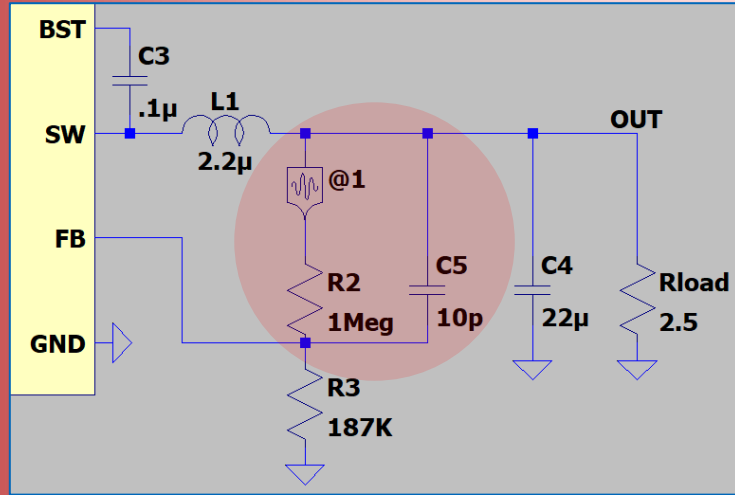 BST
C3
.1µ
L1
SW
2.2µ
OUT
@1
FB
R2
1Meg
C5
10p
C4
22µ
Rload
2.5
GND
R3
187K